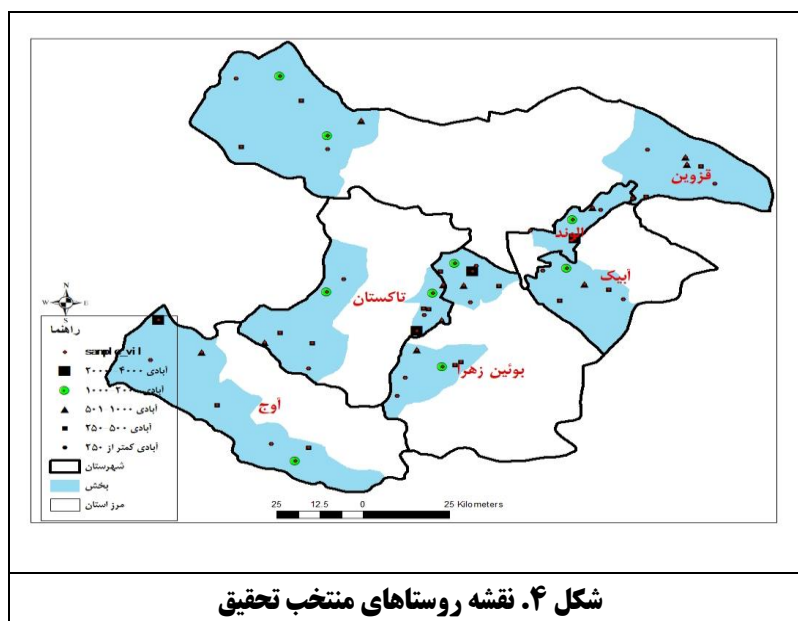 قزوین
الوند
آبیک
تاکستان
بوئین زهرا
آوج
N
W E
S
راهنما
sample_vil
آبادی ۴۰۰۰ ۲۰۰۰
آبادی ۲۰۰۰ ۱۰۰۰
آبادی ۱۰۰۰ ۵۰۱
آبادی ۵۰۰ ۲۵۰
آبادی کمتر از ۲۵۰
شهرستان
بخش
مرز استان
25 12.5 0 25 Kilometers
شکل ۴. نقشه روستاهای منتخب تحقیق